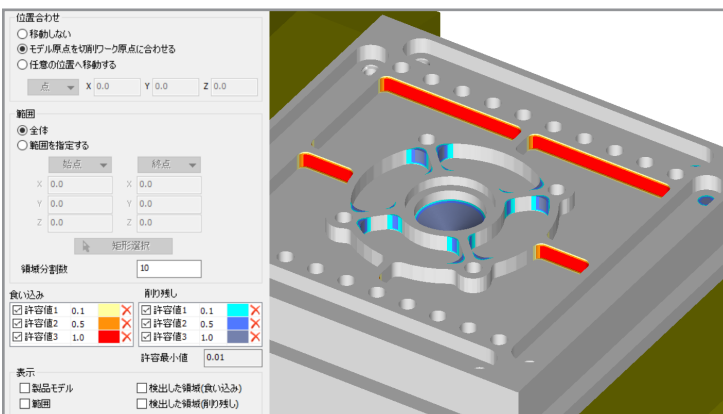 位置合わせ
移動しない
モデル原点を切削ワーク原点に合わせる
任意の位置へ移動する
点 X 0.0 Y 0.0 Z 0.0
範囲
全体
範囲を指定する
始点 終点
X 0.0 X 0.0
Y 0.0 Y 0.0
Z 0.0 Z 0.0
矩形選択
領域分割数 10
食い込み 削り残し
許容値1 0.1 許容値1 0.1
許容値2 0.5 許容値2 0.5
許容値3 1.0 許容値3 1.0
許容最小値 0.01
表示
製品モデル 検出した領域(食い込み)
範囲 検出した領域(削り残し)